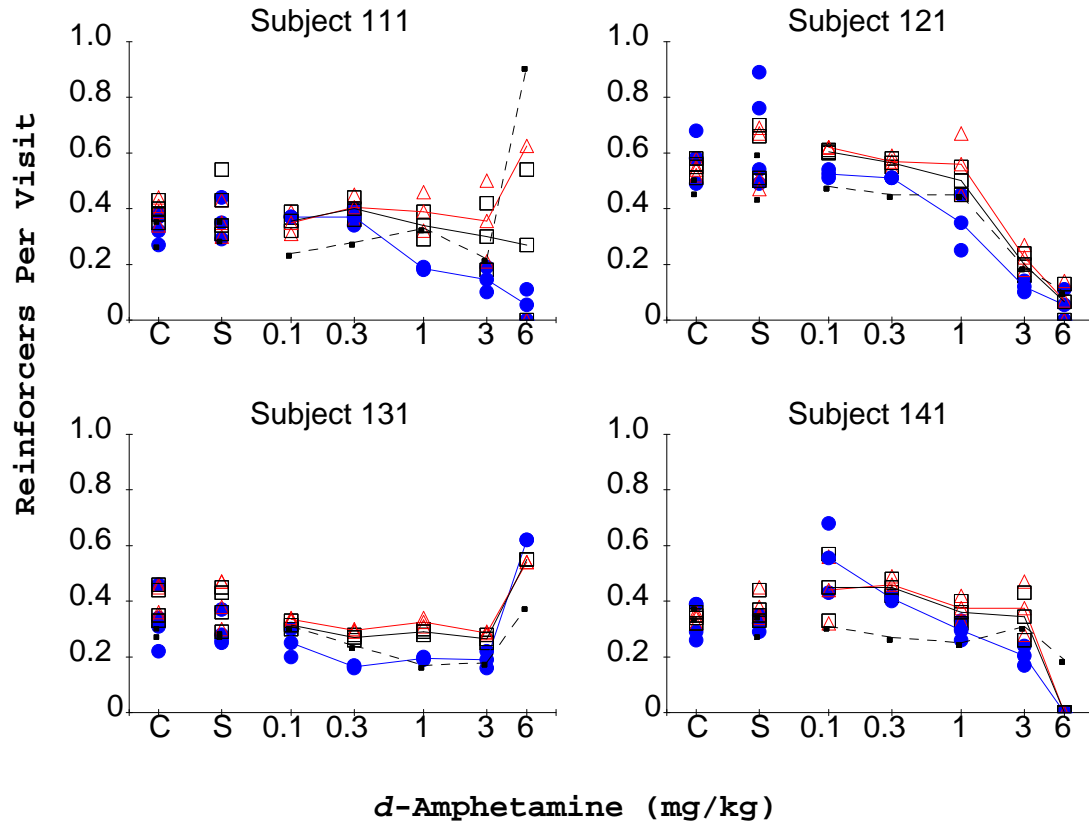 Subject 111
Subject 121
1.0
0.8
0.6
0.4
0.2
0
C S 0.1 0.3 1 3 6
1.0
0.8
0.6
0.4
0.2
0
C S 0.1 0.3 1 3 6
Subject 131
Subject 141
1.0
0.8
0.6
0.4
0.2
0
C S 0.1 0.3 1 3 6
1.0
0.8
0.6
0.4
0.2
0
C S 0.1 0.3 1 3 6
Reinforcers Per Visit
d-Amphetamine (mg/kg)